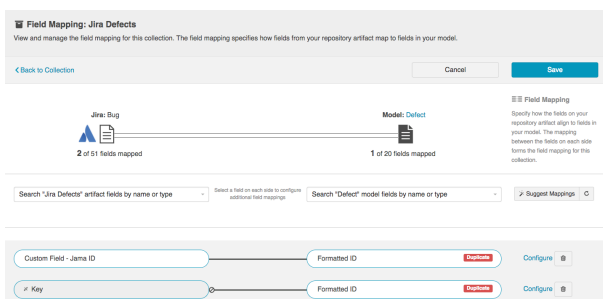 Field Mapping: Jira Defects
View and manage the field mapping for this collection. The field mapping specifies how fields from your repository artifact map to fields in your model.
Back to Collection
Cancel
Save
Field Mapping
Specify how the fields on your
repository artifact align to fields in
your model. The mapping
between the fields on each side
forms the field mapping for this
collection.
Jira: Bug
Model: Defect
2 of 51 fields mapped
1 of 20 fields mapped
Search "Jira Defects" artifact fields by name or type
Select a field on each side to configure
additional field mappings
Search "Defect" model fields by name or type
Suggest Mappings
Custom Field - Jama ID
Formatted ID
Duplicate
Configure
Key
Formatted ID
Duplicate
Configure